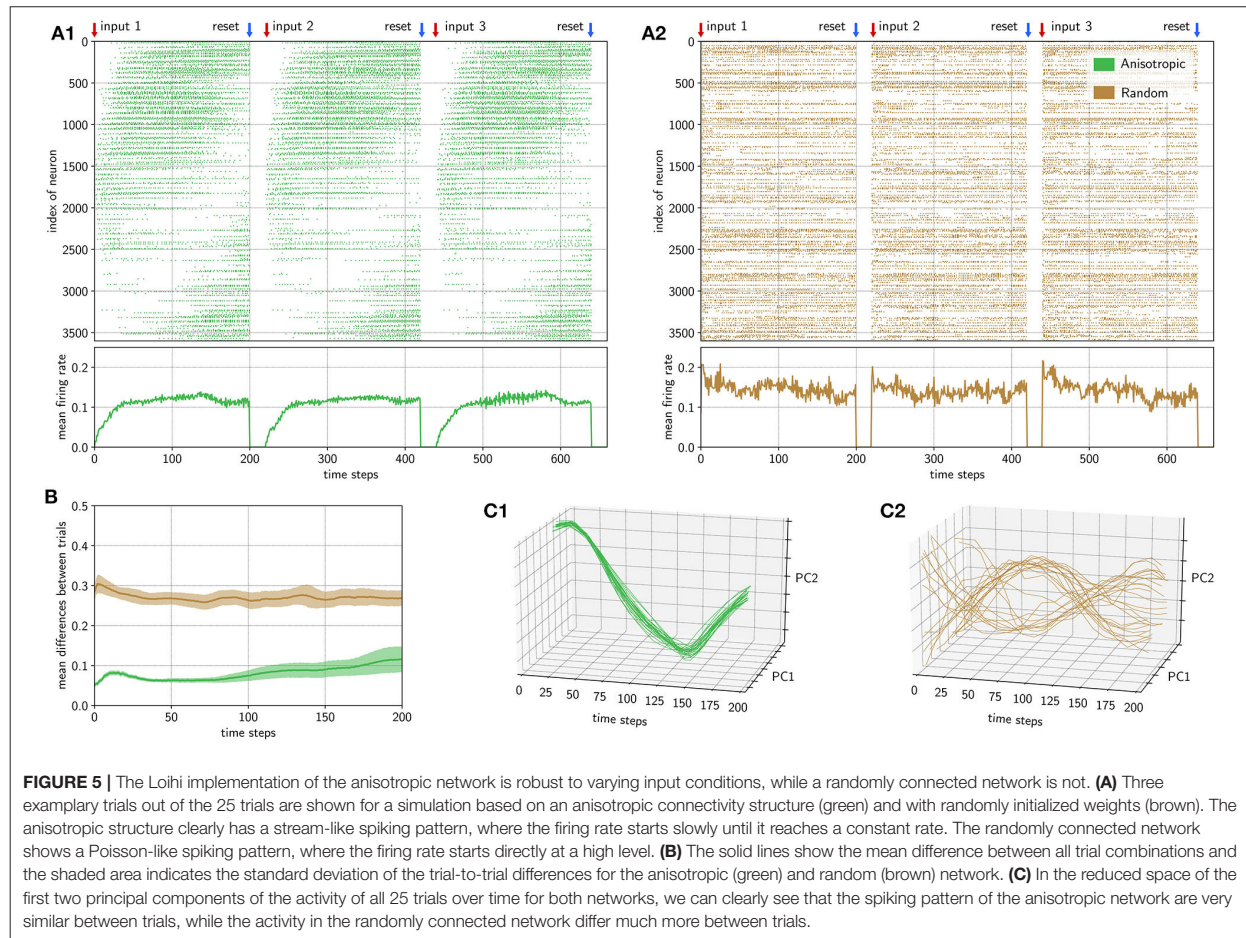 input 1 reset input 2 reset input 3 reset
A1
0
500
1000
1500
2000
2500
3000
3500
index of neuron
0.2
0.1
0.0
mean firing rate
0 100 200 300 400 500 600
time steps
input 1 reset input 2 reset input 3 reset
A2
Anisotropic
Random
0
500
1000
1500
2000
2500
3000
3500
index of neuron
0.2
0.1
0.0
mean firing rate
0 100 200 300 400 500 600
time steps
B
0.5
0.4
0.3
0.2
0.1
0.0
mean differences between trials
0 50 100 150 200
time steps
C1
PC2
PC1
0 25 50 75 100 125 150 175 200
time steps
C2
PC2
PC1
0 25 50 75 100 125 150 175 200
time steps
FIGURE 5 | The Loihi implementation of the anisotropic network is robust to varying input conditions, while a randomly connected network is not. (A) Three
examplary trials out of the 25 trials are shown for a simulation based on an anisotropic connectivity structure (green) and with randomly initialized weights (brown). The
anisotropic structure clearly has a stream-like spiking pattern, where the firing rate starts slowly until it reaches a constant rate. The randomly connected network
shows a Poisson-like spiking pattern, where the firing rate starts directly at a high level. (B) The solid lines show the mean difference between all trial combinations and
the shaded area indicates the standard deviation of the trial-to-trial differences for the anisotropic (green) and random (brown) network. (C) In the reduced space of the
first two principal components of the activity of all 25 trials over time for both networks, we can clearly see that the spiking pattern of the anisotropic network are very
similar between trials, while the activity in the randomly connected network differ much more between trials.